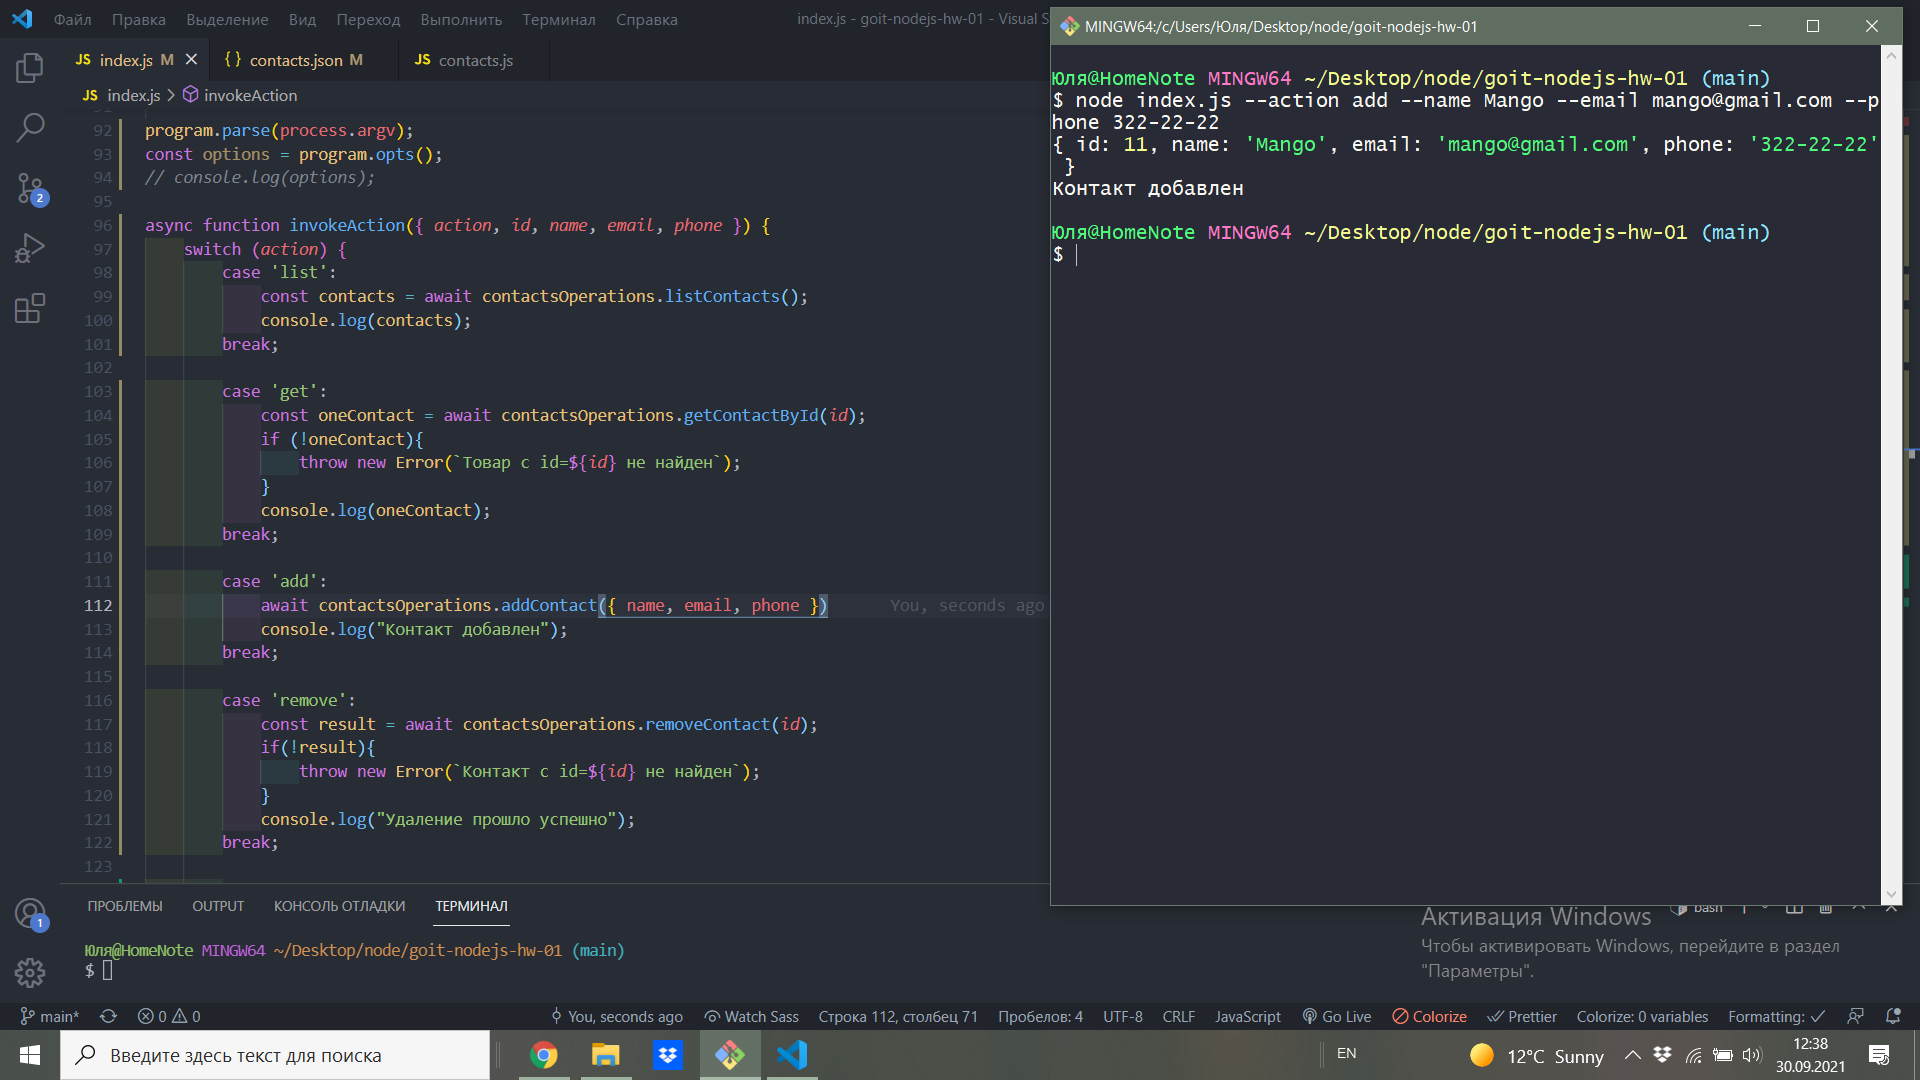 Файл Правка Выделение Вид Переход Выполнить Терминал Справка
index.js - goit-nodejs-hw-01 - Visual S
JS index.js M
{ } contacts.json M
JS contacts.js
JS index.js > invokeAction
92 program.parse(process.argv);
93 const options = program.opts();
94 // console.log(options);
95
96 async function invokeAction({ action, id, name, email, phone }) {
97 switch (action) {
98 case 'list':
99 const contacts = await contactsOperations.listContacts();
100 console.log(contacts);
101 break;
102
103 case 'get':
104 const oneContact = await contactsOperations.getContactById(id);
105 if (!oneContact){
106 throw new Error(`Товар с id=${id} не найден`);
107 }
108 console.log(oneContact);
109 break;
110
111 case 'add':
112 await contactsOperations.addContact({ name, email, phone }) You, seconds ago
113 console.log("Контакт добавлен");
114 break;
115
116 case 'remove':
117 const result = await contactsOperations.removeContact(id);
118 if(!result){
119 throw new Error(`Контакт с id=${id} не найден`);
120 }
121 console.log("Удаление прошло успешно");
122 break;
123
2
1
ПРОБЛЕМЫ OUTPUT КОНСОЛЬ ОТЛАДКИ ТЕРМИНАЛ
Юля@HomeNote MINGW64 ~/Desktop/node/goit-nodejs-hw-01 (main)
$
MINGW64:/c/Users/Юля/Desktop/node/goit-nodejs-hw-01
Юля@HomeNote MINGW64 ~/Desktop/node/goit-nodejs-hw-01 (main)
$ node index.js --action add --name Mango --email mango@gmail.com --p
hone 322-22-22
{ id: 11, name: 'Mango', email: 'mango@gmail.com', phone: '322-22-22'
}
Контакт добавлен
Юля@HomeNote MINGW64 ~/Desktop/node/goit-nodejs-hw-01 (main)
$
bash
Активация Windows
Чтобы активировать Windows, перейдите в раздел
"Параметры".
main* 0 0 You, seconds ago Watch Sass Строка 112, столбец 71 Пробелов: 4 UTF-8 CRLF JavaScript Go Live Colorize Prettier Colorize: 0 variables Formatting:
Введите здесь текст для поиска
EN
12°C Sunny
12:38
30.09.2021